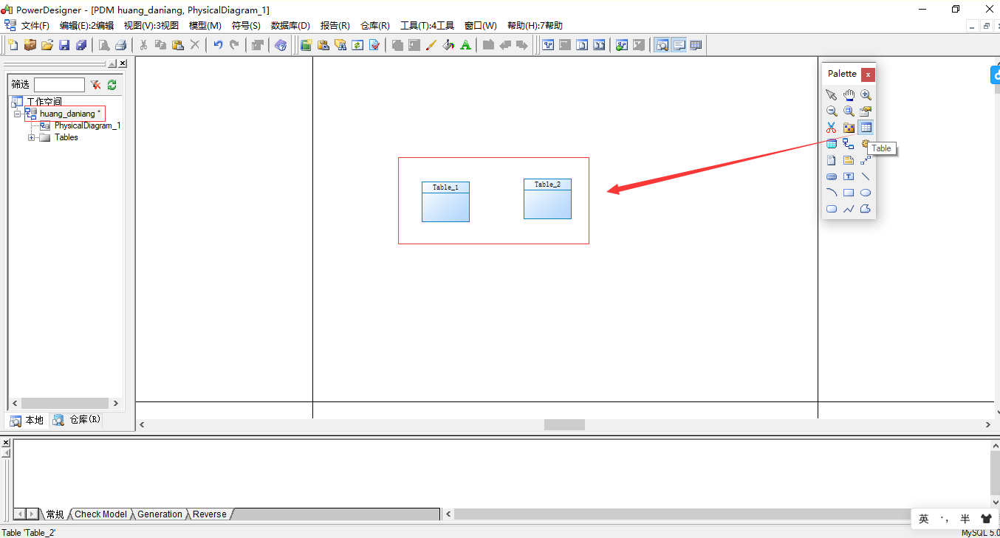 PowerDesigner - [PDM huang_daniang, PhysicalDiagram_1]
文件(F) 编辑(E):2编辑 视图(V):3视图 模型(M) 符号(S) 数据库(D) 报告(R) 仓库(R) 工具(T):4工具 窗口(W) 帮助(H):7帮助
筛选
工作空间
huang_daniang *
PhysicalDiagram_1
Tables
本地 仓库(R)
Table_1
Table_2
Palette
Table
常规 Check Model Generation Reverse
英 半
Table 'Table_2'
MySQL 5.0